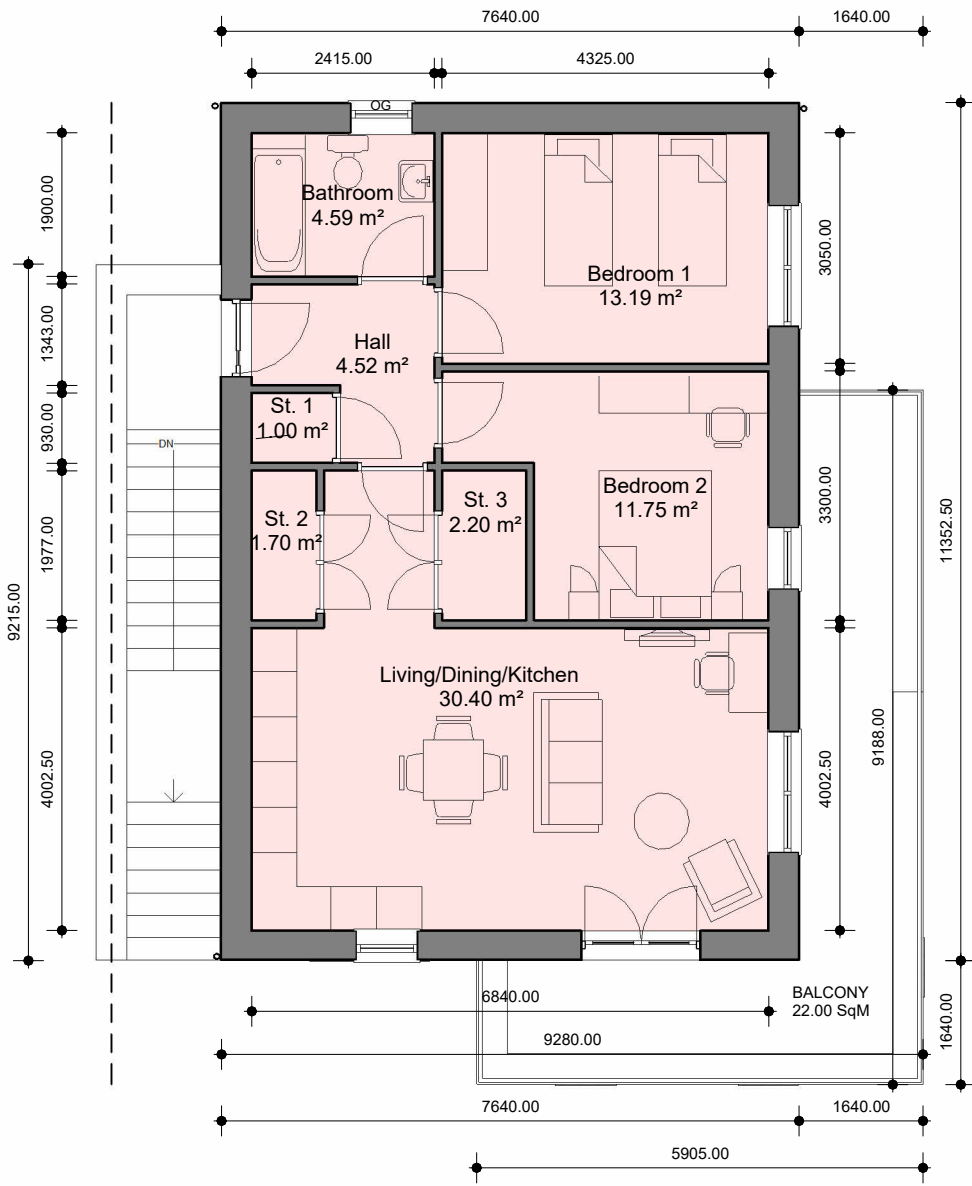 7640.00
1640.00
2415.00
4325.00
OG
Bathroom
4.59 m²
Bedroom 1
13.19 m²
1900.00
3050.00
Hall
4.52 m²
1343.00
St. 1
1.00 m²
930.00
DN
St. 2
1.70 m²
St. 3
2.20 m²
Bedroom 2
11.75 m²
1977.00
3300.00
11352.50
9215.00
Living/Dining/Kitchen
30.40 m²
4002.50
4002.50
9188.00
6840.00
BALCONY
22.00 SqM
9280.00
1640.00
7640.00
1640.00
5905.00